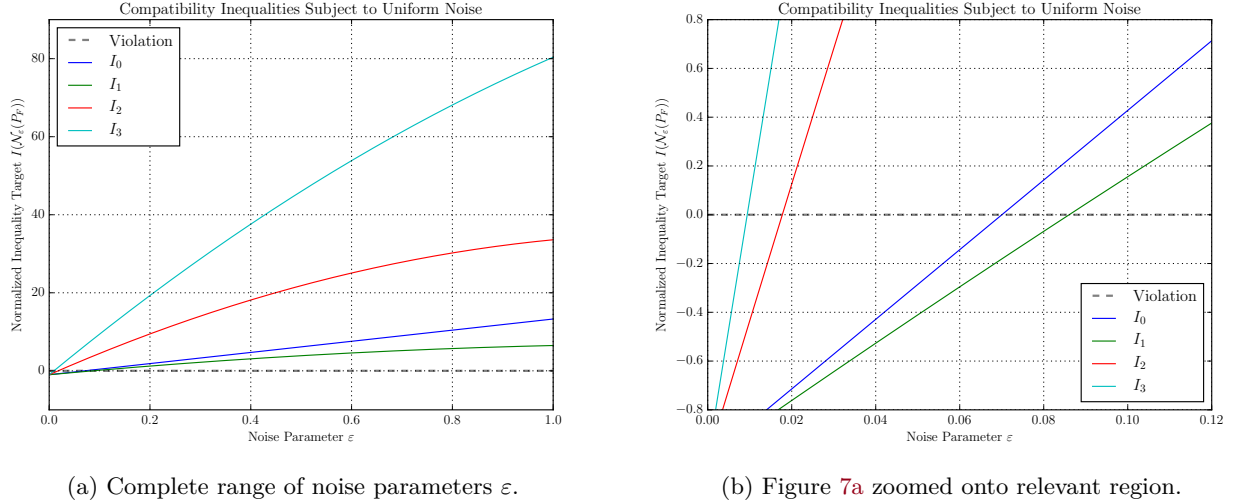 Compatibility Inequalities Subject to Uniform Noise
Normalized Inequality Target I(𝒩ε(P_F))
80
60
40
20
0
Violation
I₀
I₁
I₂
I₃
0.0 0.2 0.4 0.6 0.8 1.0
Noise Parameter ε
(a) Complete range of noise parameters ε.
Compatibility Inequalities Subject to Uniform Noise
Normalized Inequality Target I(𝒩ε(P_F))
0.8
0.6
0.4
0.2
0.0
−0.2
−0.4
−0.6
−0.8
Violation
I₀
I₁
I₂
I₃
0.00 0.02 0.04 0.06 0.08 0.10 0.12
Noise Parameter ε
(b) Figure 7a zoomed onto relevant region.